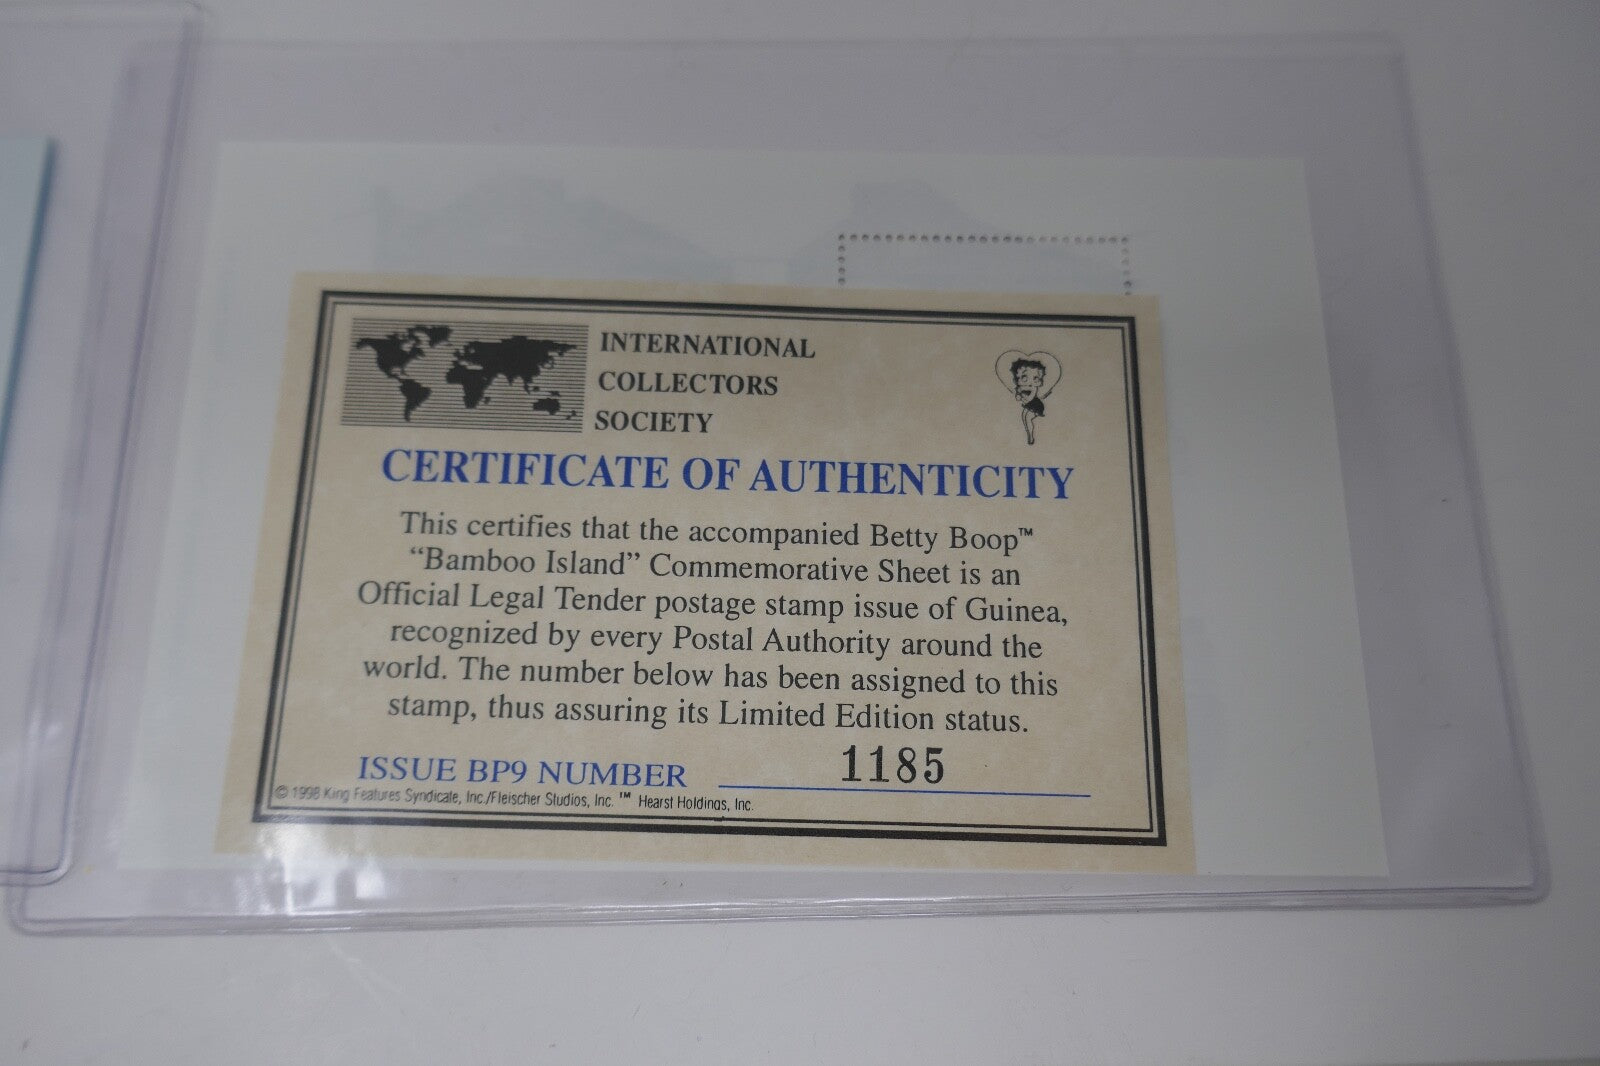 INTERNATIONAL
COLLECTORS
SOCIETY
CERTIFICATE OF AUTHENTICITY
This certifies that the accompanied Betty Boop™
“Bamboo Island” Commemorative Sheet is an
Official Legal Tender postage stamp issue of Guinea,
recognized by every Postal Authority around the
world. The number below has been assigned to this
stamp, thus assuring its Limited Edition status.
ISSUE BP9 NUMBER 1185
© 1998 King Features Syndicate, Inc./Fleischer Studios, Inc. ™ Hearst Holdings, Inc.